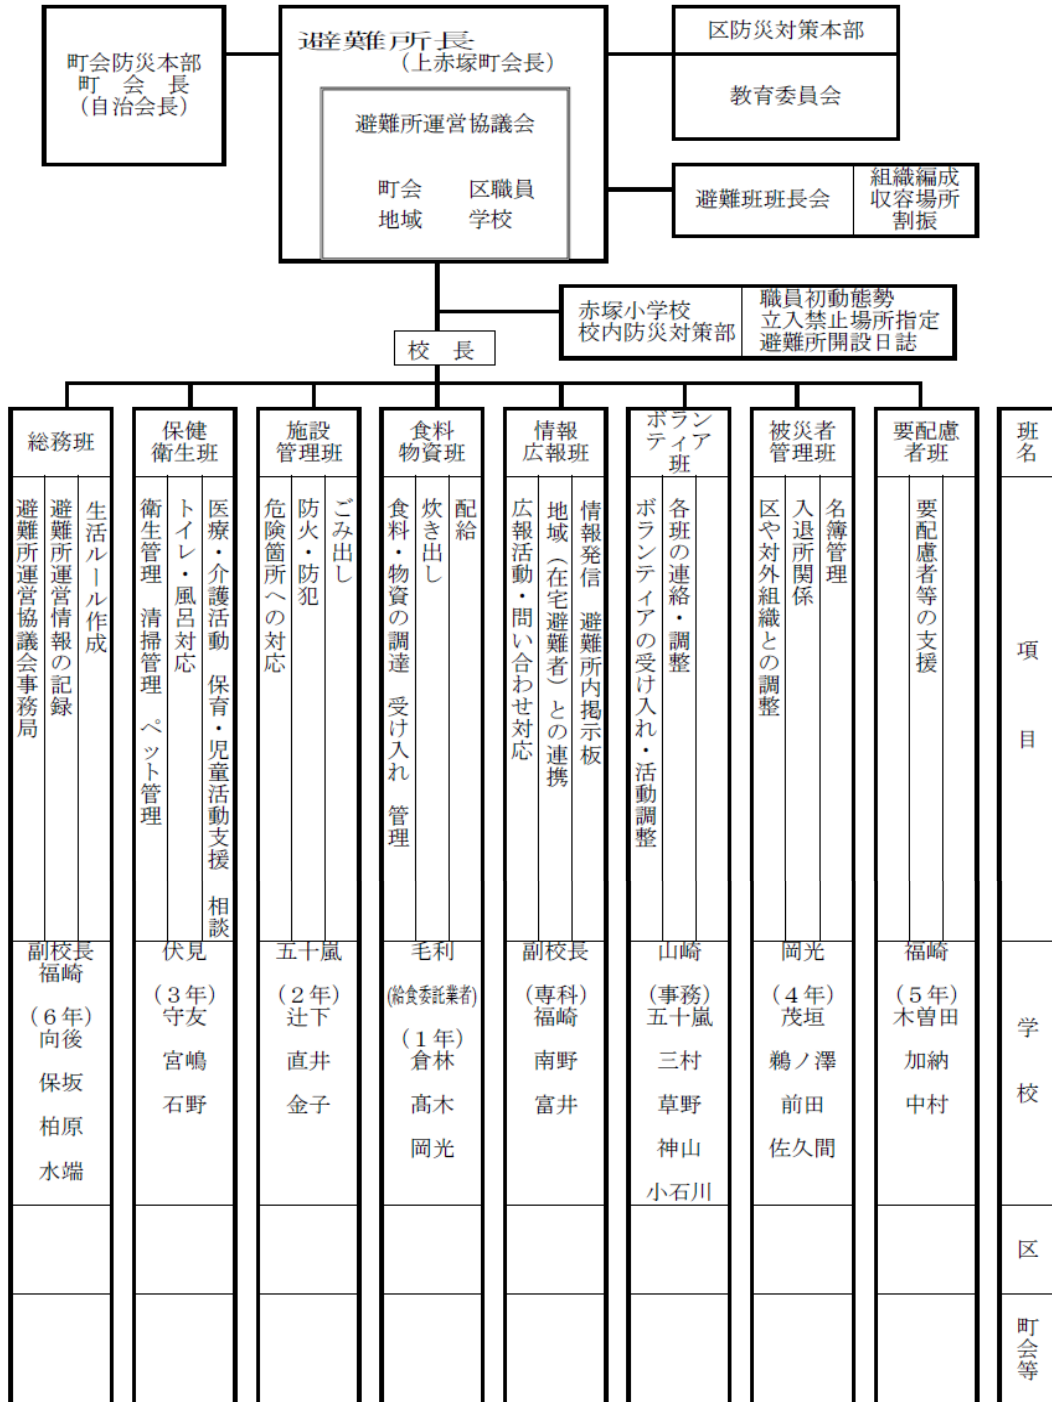 町会防災本部
町　会　長
（自治会長）
避難所長
（上赤塚町会長）
避難所運営協議会
町会　区職員
地域　学校
区防災対策本部
教育委員会
避難班班長会
組織編成
収容場所
割振
赤塚小学校
校内防災対策部
職員初動態勢
立入禁止場所指定
避難所開設日誌
校　長
総務班
生活ルール作成
避難所運営情報の記録
避難所運営協議会事務局
副校長
福崎
（６年）
向後
保坂
柏原
水端
保健
衛生班
医療・介護活動　保育・児童活動支援　相談
トイレ・風呂対応
衛生管理　清掃管理　ペット管理
伏見
（３年）
守友
宮嶋
石野
施設
管理班
ごみ出し
防火・防犯
危険箇所への対応
五十嵐
（２年）
辻下
直井
金子
食料
物資班
配給
炊き出し
食料・物資の調達　受け入れ　管理
毛利
(給食委託業者)
（１年）
倉林
髙木
岡光
情報
広報班
情報発信　避難所内掲示板
地域（在宅避難者）との連携
広報活動・問い合わせ対応
副校長
（専科）
福崎
南野
富井
ボラン
ティア
班
各班の連絡・調整
ボランティアの受け入れ・活動調整
山崎
（事務）
五十嵐
三村
草野
神山
小石川
被災者
管理班
名簿管理
入退所関係
区や対外組織との調整
岡光
（４年）
茂垣
鵜ノ澤
前田
佐久間
要配慮
者班
要配慮者等の支援
福崎
（５年）
木曽田
加納
中村
班
名
項
目
学
校
区
町
会
等